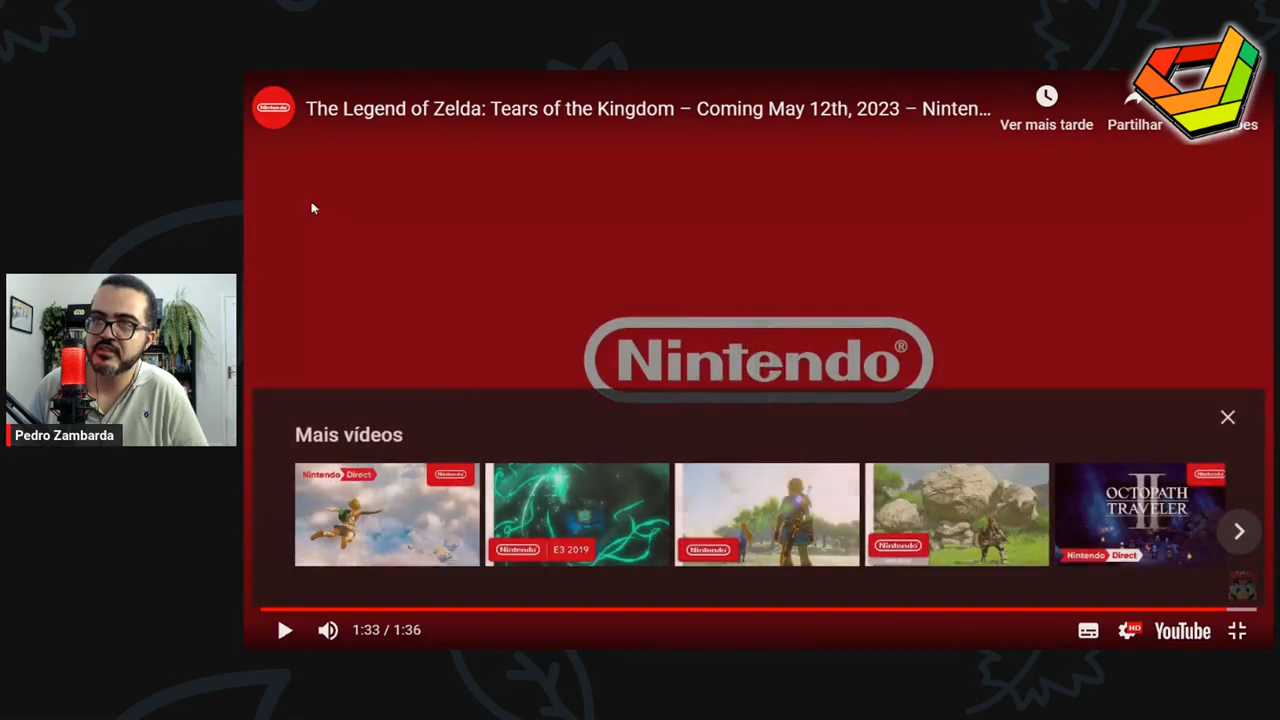 Nintendo
The Legend of Zelda: Tears of the Kingdom – Coming May 12th, 2023 – Ninten...
Ver mais tarde
Partilhar
Nintendo®
Pedro Zambarda
Mais vídeos
Nintendo Direct
Nintendo
Nintendo E3 2019
Nintendo
Nintendo
OCTOPATH
TRAVELER
II
Nintendo
Nintendo Direct
1:33 / 1:36
HD
YouTube